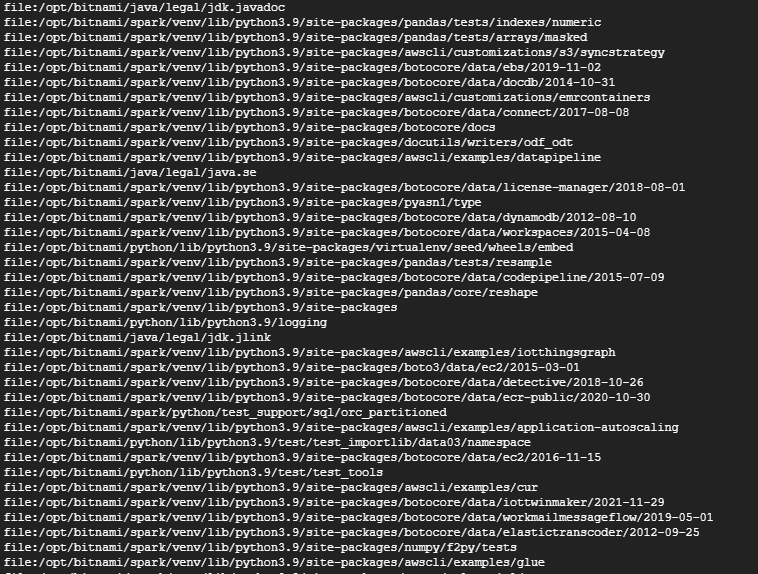 file:/opt/bitnami/java/legal/jdk.javadoc
file:/opt/bitnami/spark/venv/lib/python3.9/site-packages/pandas/tests/indexes/numeric
file:/opt/bitnami/spark/venv/lib/python3.9/site-packages/pandas/tests/arrays/masked
file:/opt/bitnami/spark/venv/lib/python3.9/site-packages/awscli/customizations/s3/syncstrategy
file:/opt/bitnami/spark/venv/lib/python3.9/site-packages/botocore/data/ebs/2019-11-02
file:/opt/bitnami/spark/venv/lib/python3.9/site-packages/botocore/data/docdb/2014-10-31
file:/opt/bitnami/spark/venv/lib/python3.9/site-packages/awscli/customizations/emrcontainers
file:/opt/bitnami/spark/venv/lib/python3.9/site-packages/botocore/data/connect/2017-08-08
file:/opt/bitnami/spark/venv/lib/python3.9/site-packages/botocore/docs
file:/opt/bitnami/spark/venv/lib/python3.9/site-packages/docutils/writers/odf_odt
file:/opt/bitnami/spark/venv/lib/python3.9/site-packages/awscli/examples/datapipeline
file:/opt/bitnami/java/legal/java.se
file:/opt/bitnami/spark/venv/lib/python3.9/site-packages/botocore/data/license-manager/2018-08-01
file:/opt/bitnami/spark/venv/lib/python3.9/site-packages/pyasn1/type
file:/opt/bitnami/spark/venv/lib/python3.9/site-packages/botocore/data/dynamodb/2012-08-10
file:/opt/bitnami/spark/venv/lib/python3.9/site-packages/botocore/data/workspaces/2015-04-08
file:/opt/bitnami/python/lib/python3.9/site-packages/virtualenv/seed/wheels/embed
file:/opt/bitnami/spark/venv/lib/python3.9/site-packages/pandas/tests/resample
file:/opt/bitnami/spark/venv/lib/python3.9/site-packages/botocore/data/codepipeline/2015-07-09
file:/opt/bitnami/spark/venv/lib/python3.9/site-packages/pandas/core/reshape
file:/opt/bitnami/spark/venv/lib/python3.9/site-packages
file:/opt/bitnami/python/lib/python3.9/logging
file:/opt/bitnami/java/legal/jdk.jlink
file:/opt/bitnami/spark/venv/lib/python3.9/site-packages/awscli/examples/iotthingsgraph
file:/opt/bitnami/spark/venv/lib/python3.9/site-packages/boto3/data/ec2/2015-03-01
file:/opt/bitnami/spark/venv/lib/python3.9/site-packages/botocore/data/detective/2018-10-26
file:/opt/bitnami/spark/venv/lib/python3.9/site-packages/botocore/data/ecr-public/2020-10-30
file:/opt/bitnami/spark/python/test_support/sql/orc_partitioned
file:/opt/bitnami/spark/venv/lib/python3.9/site-packages/awscli/examples/application-autoscaling
file:/opt/bitnami/python/lib/python3.9/test/test_importlib/data03/namespace
file:/opt/bitnami/spark/venv/lib/python3.9/site-packages/botocore/data/ec2/2016-11-15
file:/opt/bitnami/python/lib/python3.9/test/test_tools
file:/opt/bitnami/spark/venv/lib/python3.9/site-packages/awscli/examples/cur
file:/opt/bitnami/spark/venv/lib/python3.9/site-packages/botocore/data/iottwinmaker/2021-11-29
file:/opt/bitnami/spark/venv/lib/python3.9/site-packages/botocore/data/workmailmessageflow/2019-05-01
file:/opt/bitnami/spark/venv/lib/python3.9/site-packages/botocore/data/elastictranscoder/2012-09-25
file:/opt/bitnami/spark/venv/lib/python3.9/site-packages/numpy/f2py/tests
file:/opt/bitnami/spark/venv/lib/python3.9/site-packages/awscli/examples/glue